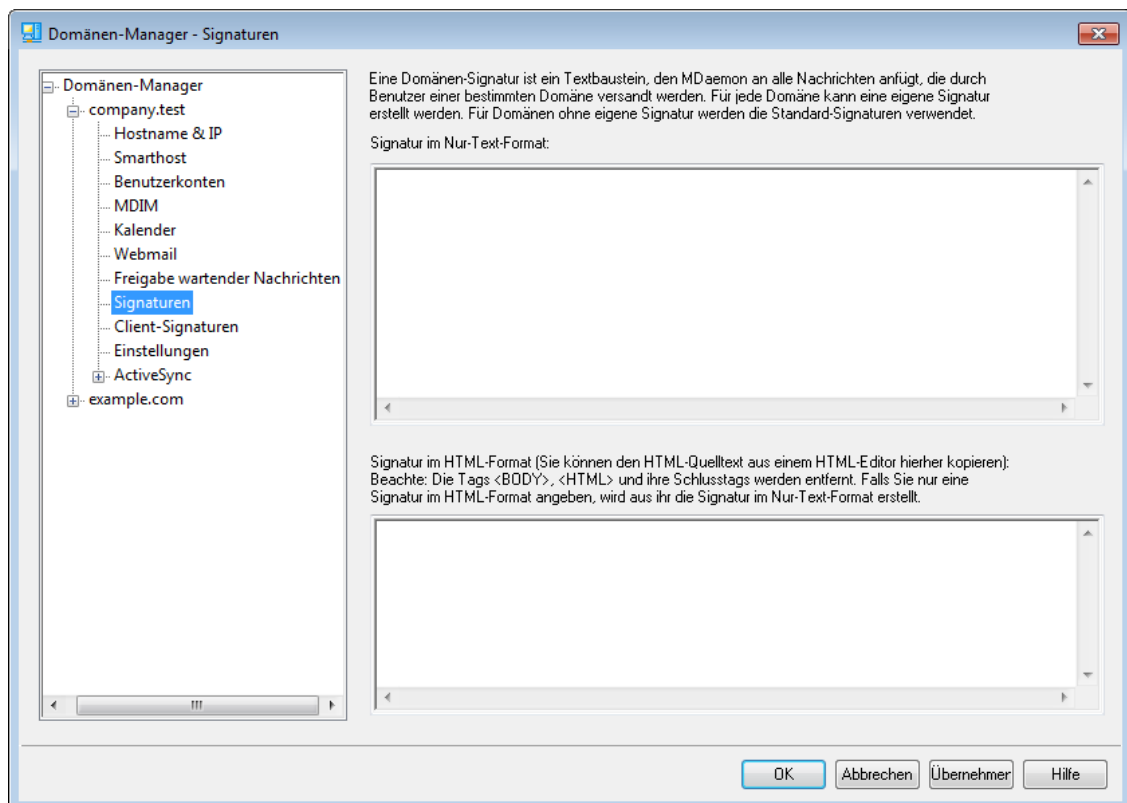 Domänen-Manager - Signaturen
Domänen-Manager
company.test
Hostname & IP
Smarthost
Benutzerkonten
MDIM
Kalender
Webmail
Freigabe wartender Nachrichten
Signaturen
Client-Signaturen
Einstellungen
ActiveSync
example.com
Eine Domänen-Signatur ist ein Textbaustein, den MDaemon an alle Nachrichten anfügt, die durch
Benutzer einer bestimmten Domäne versandt werden. Für jede Domäne kann eine eigene Signatur
erstellt werden. Für Domänen ohne eigene Signatur werden die Standard-Signaturen verwendet.
Signatur im Nur-Text-Format:
Signatur im HTML-Format (Sie können den HTML-Quelltext aus einem HTML-Editor hierher kopieren):
Beachte: Die Tags <BODY>, <HTML> und ihre Schlusstags werden entfernt. Falls Sie nur eine
Signatur im HTML-Format angeben, wird aus ihr die Signatur im Nur-Text-Format erstellt.
OK
Abbrechen
Übernehmer
Hilfe